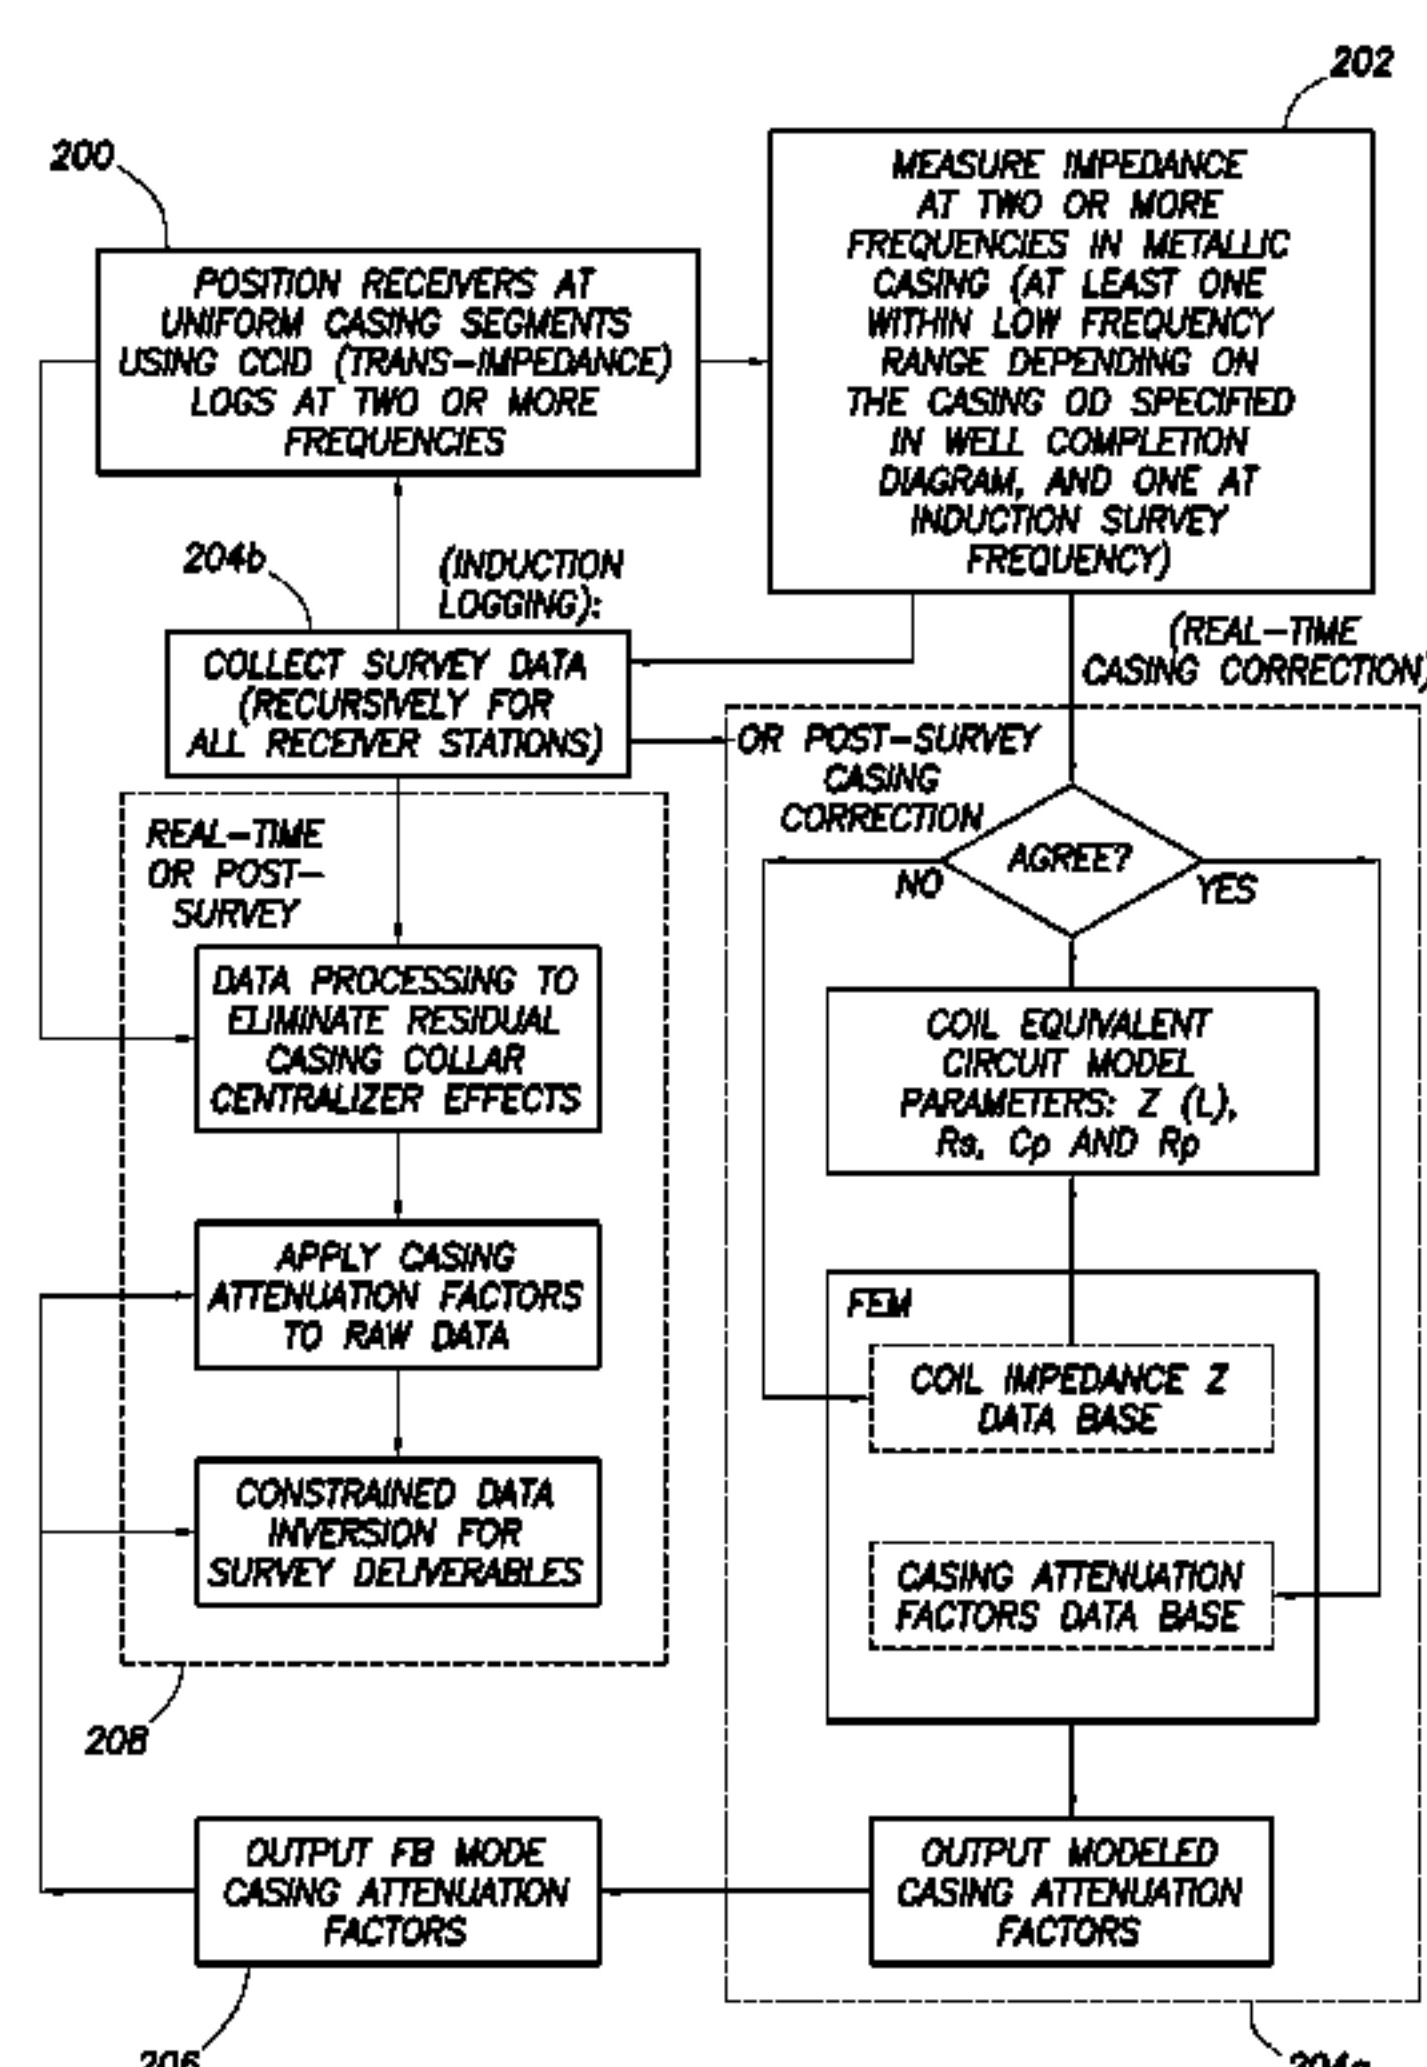 202
200
MEASURE IMPEDANCE
AT TWO OR MORE
FREQUENCIES IN METALLIC
CASING (AT LEAST ONE
WITHIN LOW FREQUENCY
RANGE DEPENDING ON
THE CASING OD SPECIFIED
IN WELL COMPLETION
DIAGRAM, AND ONE AT
INDUCTION SURVEY
FREQUENCY)
POSITION RECEIVERS AT
UNIFORM CASING SEGMENTS
USING CCID (TRANS-IMPEDANCE)
LOGS AT TWO OR MORE
FREQUENCIES
204b
(INDUCTION
LOGGING):
COLLECT SURVEY DATA
(RECURSIVELY FOR
ALL RECEIVER STATIONS)
(REAL-TIME
CASING CORRECTION)
OR POST-SURVEY
CASING
CORRECTION
AGREE?
NO
YES
REAL-TIME
OR POST-
SURVEY
DATA PROCESSING TO
ELIMINATE RESIDUAL
CASING COLLAR
CENTRALIZER EFFECTS
COIL EQUIVALENT
CIRCUIT MODEL
PARAMETERS: Z (L),
Rs, Cp AND Rp
APPLY CASING
ATTENUATION FACTORS
TO RAW DATA
FEM
COIL IMPEDANCE Z
DATA BASE
CONSTRAINED DATA
INVERSION FOR
SURVEY DELIVERABLES
CASING ATTENUATION
FACTORS DATA BASE
208
OUTPUT FB MODE
CASING ATTENUATION
FACTORS
OUTPUT MODELED
CASING ATTENUATION
FACTORS
206
204a